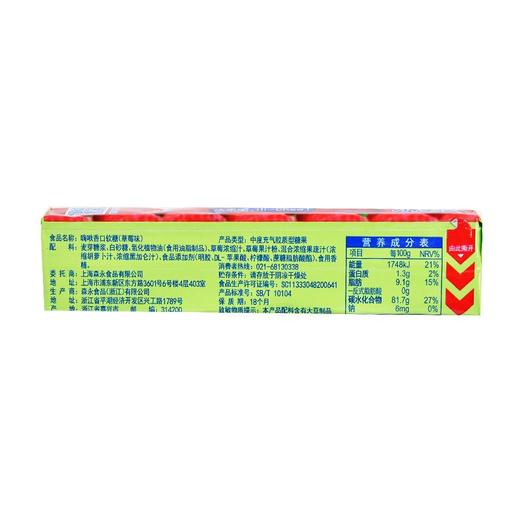 食品名称: 嗨啾香口软糖(草莓味)
产品类型: 中度充气胶质型糖果
配 料: 麦芽糖浆, 白砂糖, 氢化植物油(食用油脂制品), 草莓浓缩汁, 草莓果汁粉, 混合浓缩果蔬汁(浓
缩胡萝卜汁, 浓缩黑加仑汁), 食品添加剂(明胶, DL- 苹果酸, 柠檬酸, 蔗糖脂肪酸酯), 食用香
精
委 托 商: 上海森永食品有限公司
地 址: 上海市浦东新区东方路3601号6号楼4层401室
生 产 商: 森永食品(浙江)有限公司
地 址: 浙江省平湖经济开发区兴工路1789号
产 地: 浙江省嘉兴市 邮 编: 314200
消费者热线: 021-68130338
贮存条件: 请置于阴凉干燥处
食品生产许可证编号: SC11333048200641
产品标准号: SB/T 10104
保 质 期: 18个月
致敏物质提示: 本产品配料含有大豆制品
营养成分表
项目 每100g NRV%
能量 1748kJ 21%
蛋白质 1.3g 2%
脂肪 9.1g 15%
-反式脂肪酸 0g
碳水化合物 81.7g 27%
钠 6mg 0%
由此撕开